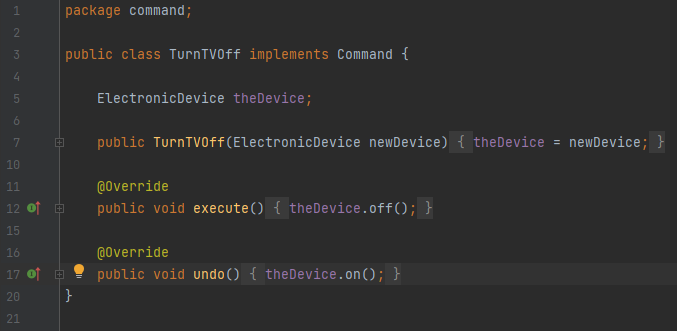 1 package command;
2
3 public class TurnTVOff implements Command {
4
5 ElectronicDevice theDevice;
6
7 public TurnTVOff(ElectronicDevice newDevice) { theDevice = newDevice; }
10
11 @Override
12 public void execute() { theDevice.off(); }
15
16 @Override
17 public void undo() { theDevice.on(); }
20 }
21